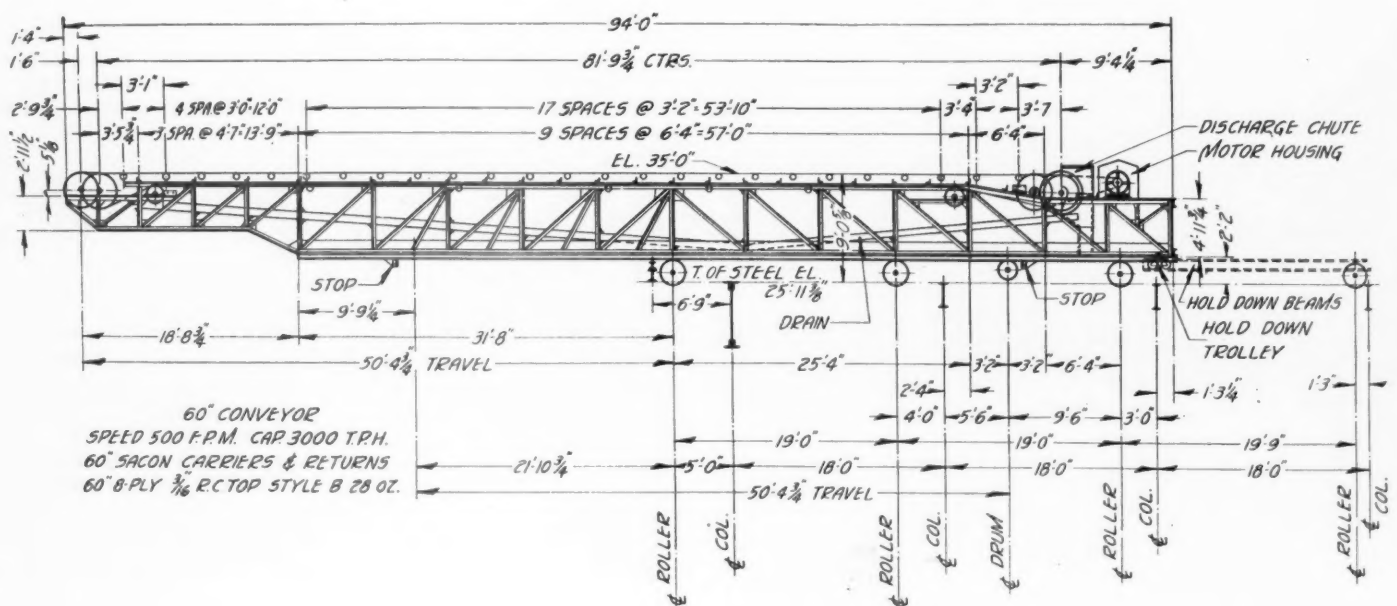 94'-0"
1'-4"
81'-9¾" CTRS.
9'-4¼"
1'-6"
3'-1"
3'-2"
2'-9¾"
4 SPA. @ 3'-0"=12'-0"
17 SPACES @ 3'-2"=53'-10"
3'-4"
3'-7
3'-5¾"
3 SPA. @ 4'-7"=13'-9"
9 SPACES @ 6'-4"=57'-0"
6'-4"
DISCHARGE CHUTE
MOTOR HOUSING
2'-11½"
5⅛"
EL. 35'-0"
9'-0⅝"
4'-11¾"
2'-2"
STOP
T. OF STEEL EL.
25'-11⅜"
6'-9"
DRAIN
STOP
HOLD DOWN BEAMS
HOLD DOWN
TROLLEY
9'-9¼"
18'-8¾"
31'-8"
50'-4¾" TRAVEL
25'-4"
3'-2"
3'-2"
6'-4"
2'-4"
1'-3¼"
1'-3"
4'-0"
5'-6"
9'-6"
3'-0"
60" CONVEYOR
SPEED 500 F.P.M. CAP. 3000 T.P.H.
60" SACON CARRIERS & RETURNS
60" 8-PLY 3/16 R.C TOP STYLE B 28 OZ.
19'-0"
19'-0"
19'-9"
21'-10¾"
5'-0"
18'-0"
18'-0"
18'-0"
50'-4¾" TRAVEL
℄ ROLLER
℄ COL.
℄ ROLLER
℄ COL.
℄ DRUM
℄ ROLLER
℄ COL.
℄ ROLLER
℄ COL.